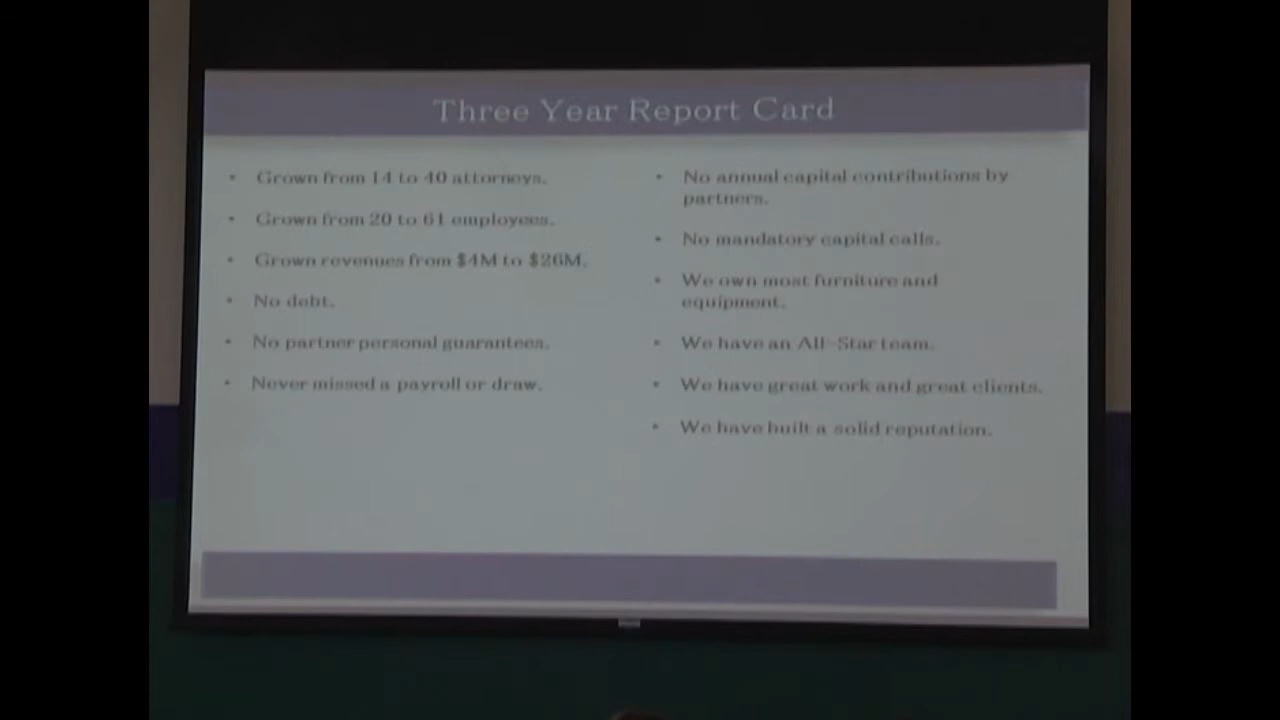 Three Year Report Card
• Grown from 14 to 40 attorneys.
• Grown from 20 to 61 employees.
• Grown revenues from $4M to $26M.
• No debt.
• No partner personal guarantees.
• Never missed a payroll or draw.
• No annual capital contributions by
partners.
• No mandatory capital calls.
• We own most furniture and
equipment.
• We have an All-Star team.
• We have great work and great clients.
• We have built a solid reputation.